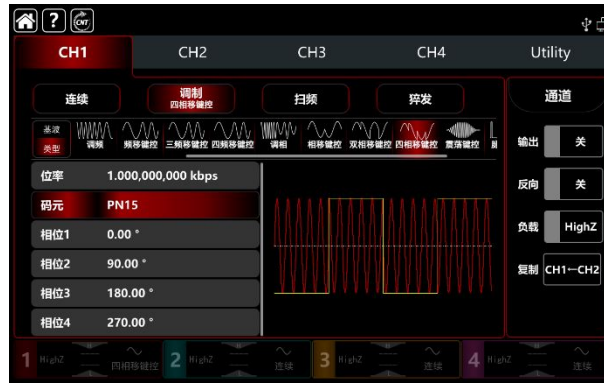 ? CNT
CH1 CH2 CH3 CH4 Utility
连续 调制 扫频 猝发 通道
四相移键控
基波
类型
调频 频移键控 三频移键控 四频移键控 调相 相移键控 双相移键控 四相移键控 震荡键控
输出 关
位率 1.000,000,000 kbps
反向 关
码元 PN15
负载 HighZ
相位1 0.00 °
相位2 90.00 °
复制 CH1←CH2
相位3 180.00 °
相位4 270.00 °
1 HighZ 四相移键控 2 HighZ 连续 3 HighZ 连续 4 HighZ 连续